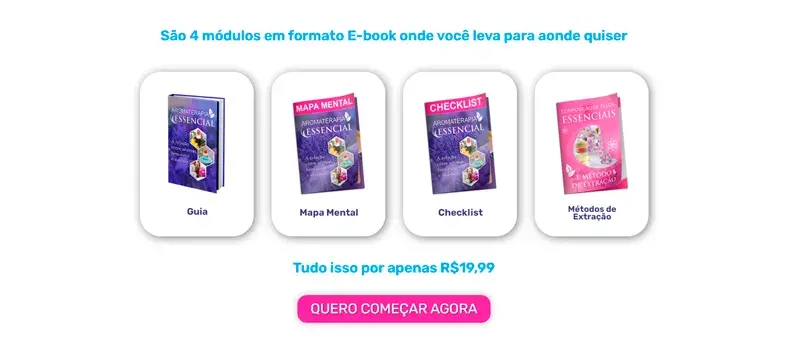 São 4 módulos em formato E-book onde você leva para aonde quiser
AROMATERAPIA
ESSENCIAL
Guia
MAPA MENTAL
AROMATERAPIA
ESSENCIAL
Mapa Mental
CHECKLIST
AROMATERAPIA
ESSENCIAL
Checklist
ESSENCIAIS
E MÉTODOS
DE EXTRAÇÃO
Métodos de
Extração
Tudo isso por apenas R$19,99
QUERO COMEÇAR AGORA